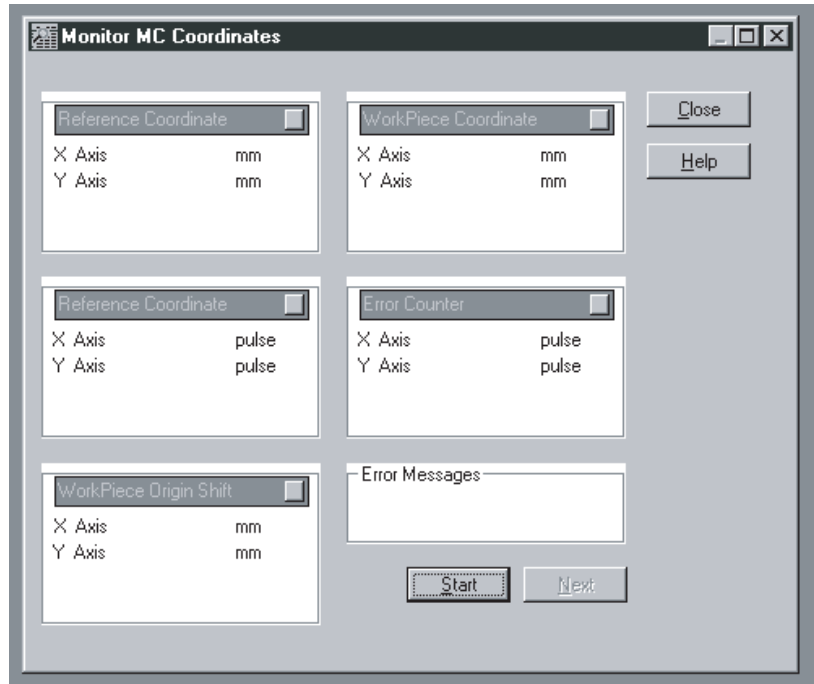 Monitor MC Coordinates
Reference Coordinate
X Axis mm
Y Axis mm
WorkPiece Coordinate
X Axis mm
Y Axis mm
Close
Help
Reference Coordinate
X Axis pulse
Y Axis pulse
Error Counter
X Axis pulse
Y Axis pulse
WorkPiece Origin Shift
X Axis mm
Y Axis mm
Error Messages
Start
Next